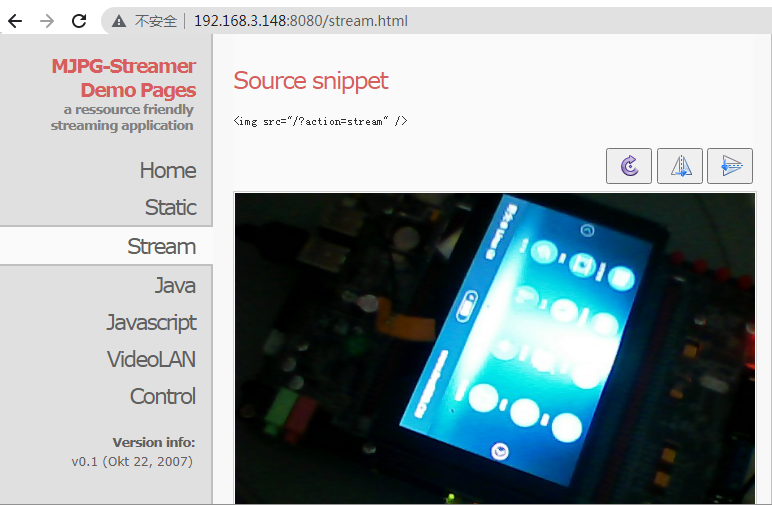 不安全 192.168.3.148:8080/stream.html
MJPG-Streamer
Demo Pages
a ressource friendly
streaming application
Home
Static
Stream
Java
Javascript
VideoLAN
Control
Version info:
v0.1 (Okt 22, 2007)
Source snippet
<img src="/?action=stream" />